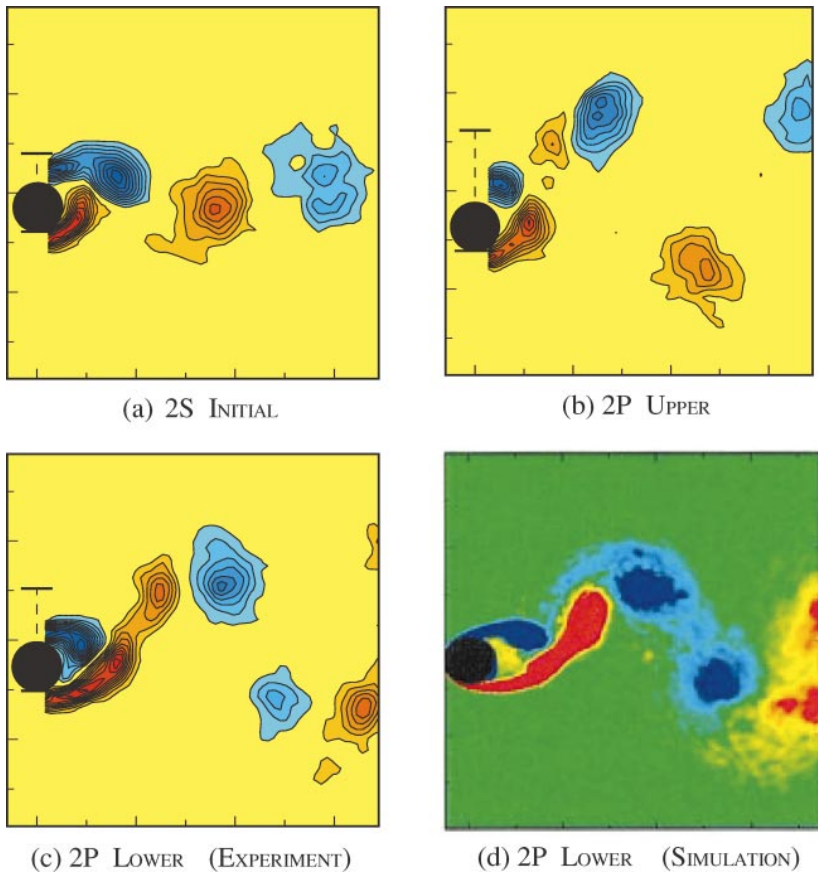 (a) 2S INITIAL
(b) 2P UPPER
(c) 2P LOWER (EXPERIMENT)
(d) 2P LOWER (SIMULATION)